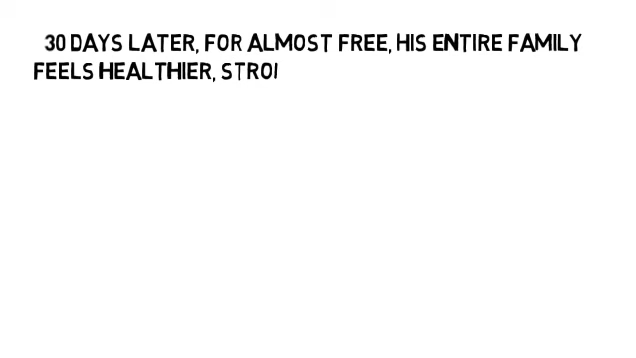 30 DAYS LATER, FOR ALMOST FREE, HIS ENTIRE FAMILY
FEELS HEALTHIER,